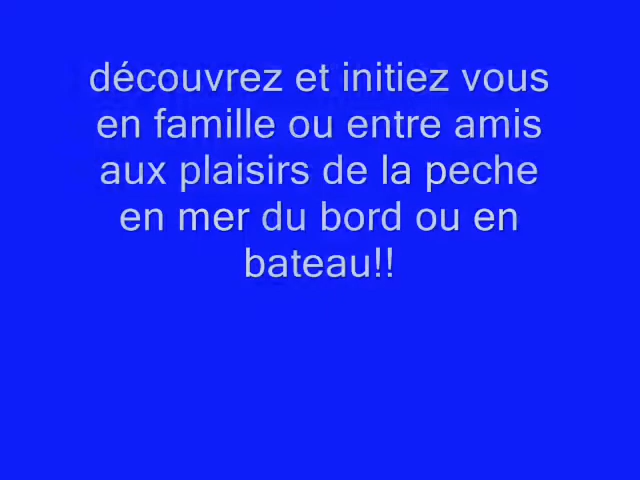 découvrez et initiez vous
en famille ou entre amis
aux plaisirs de la peche
en mer du bord ou en
bateau!!